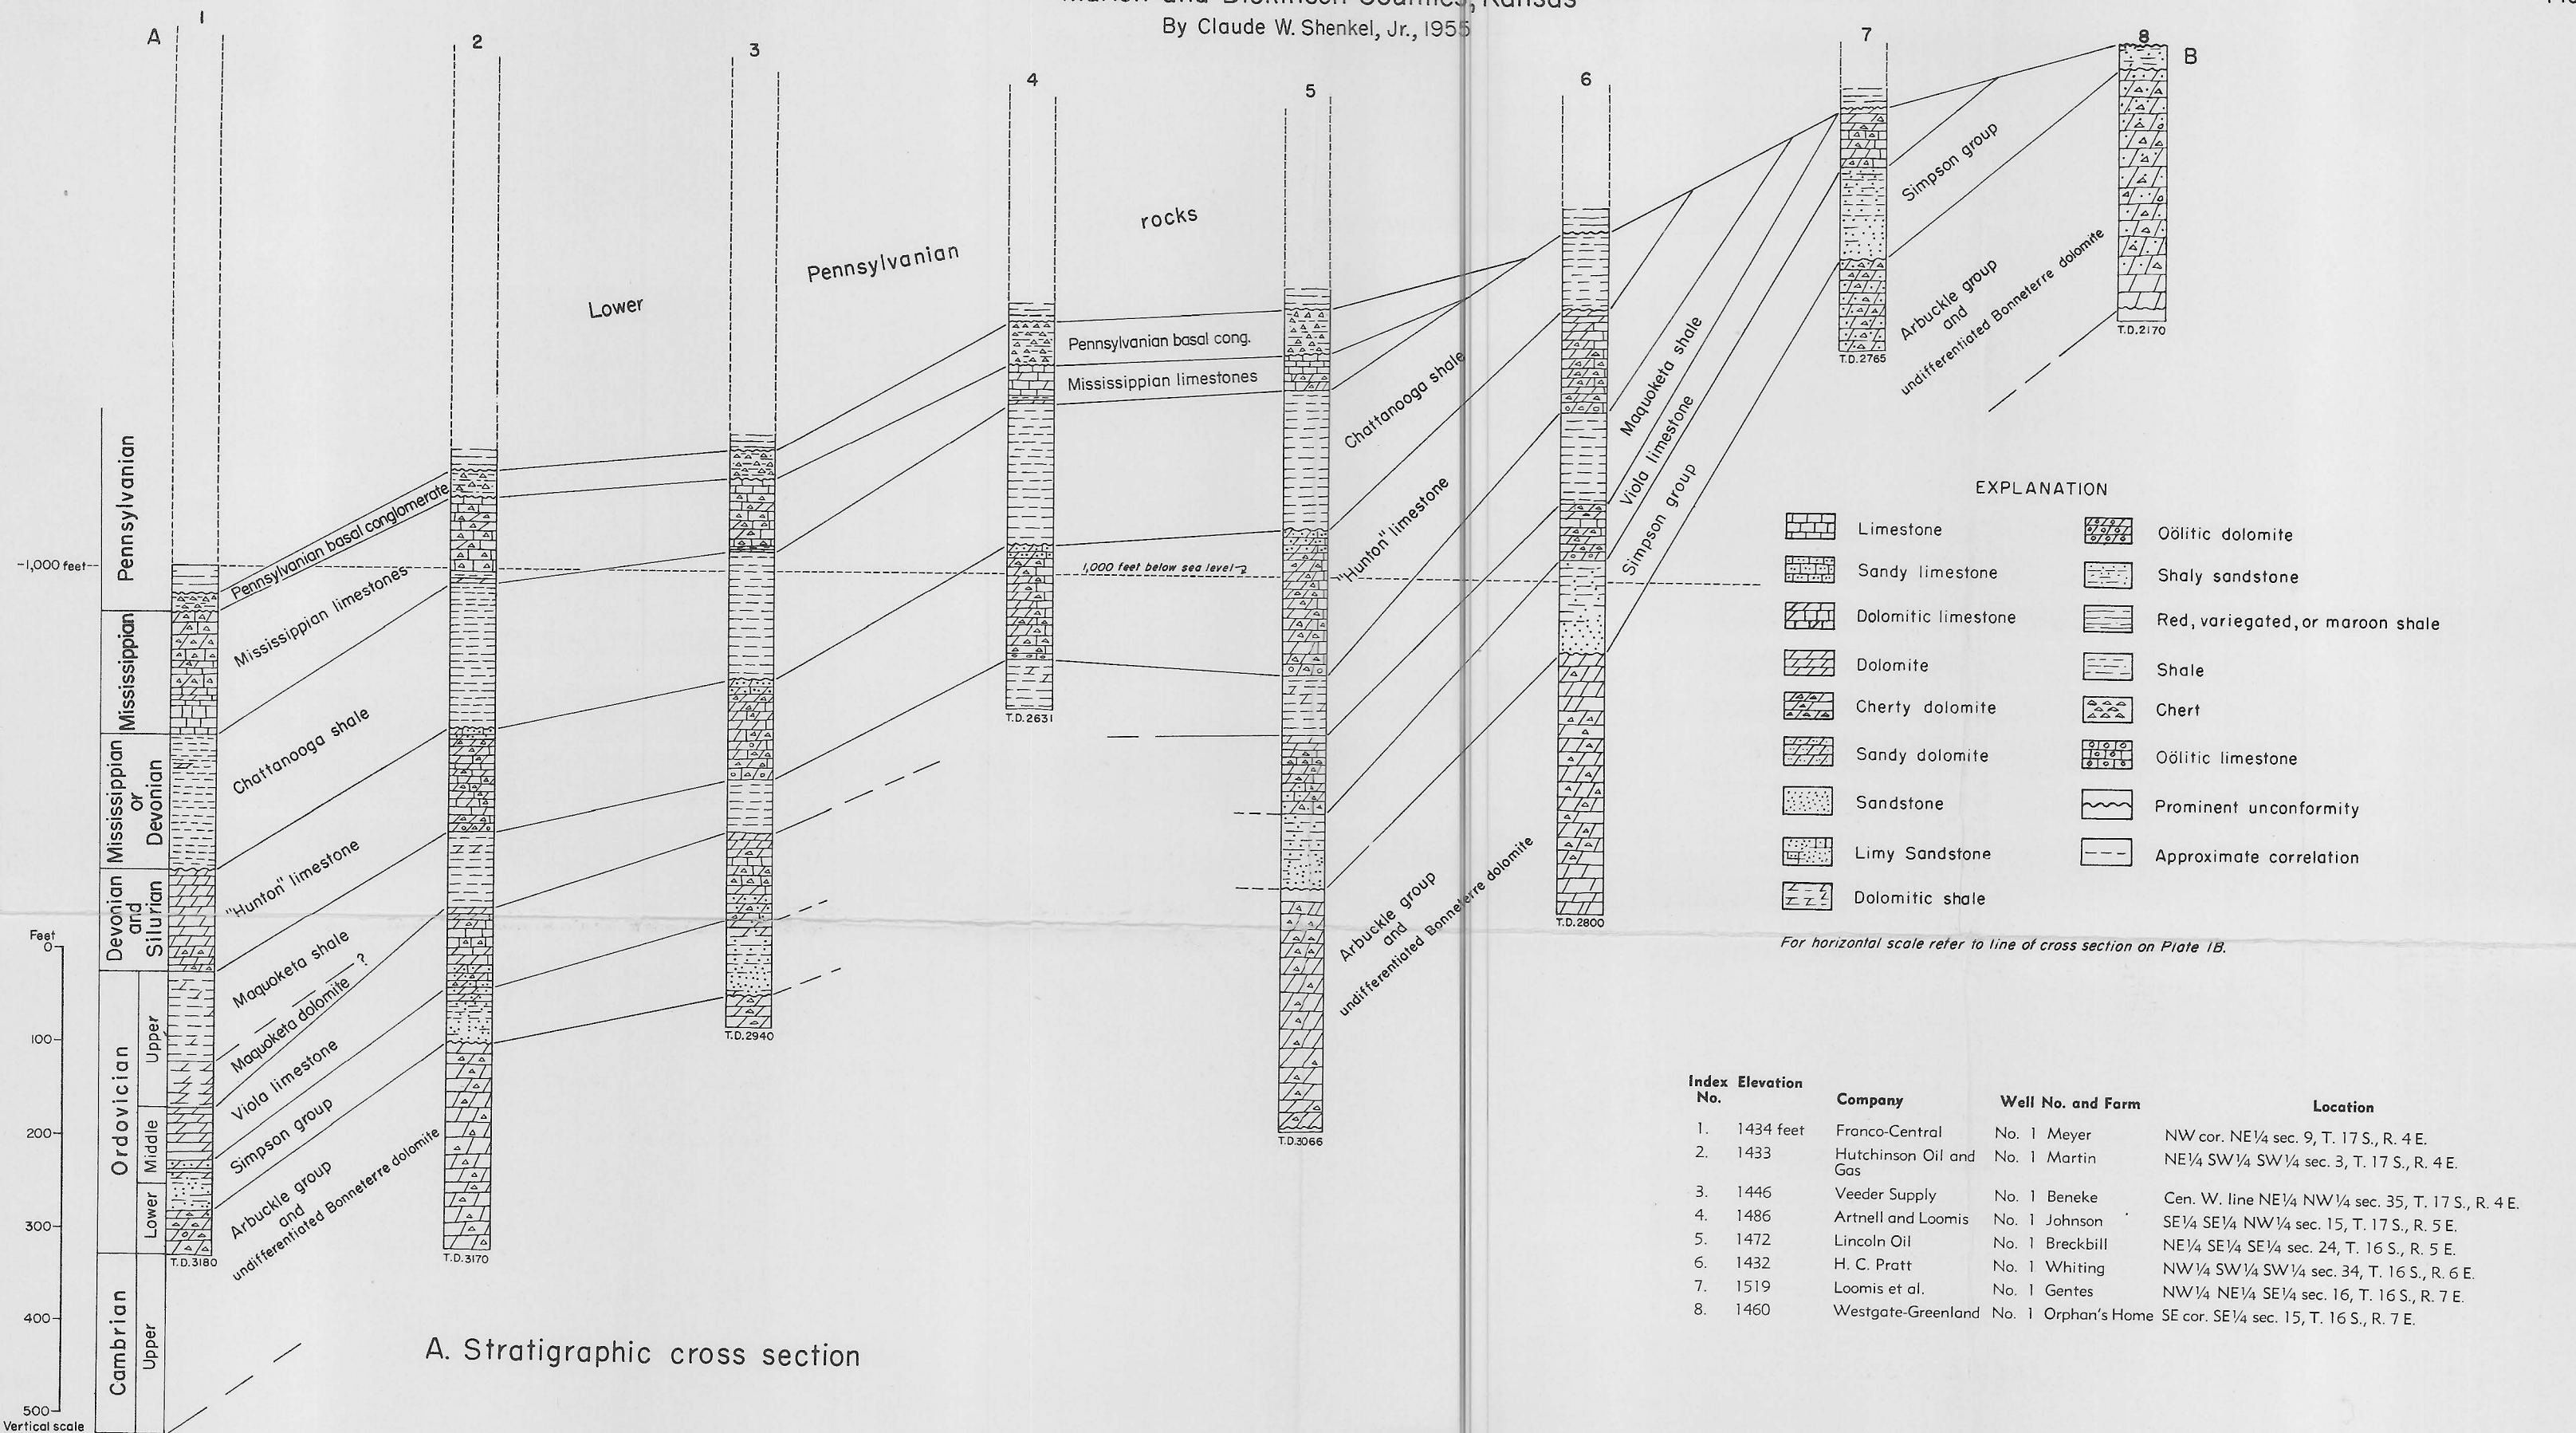 By Claude W. Shenkel, Jr., 1955
A
1
2
3
4
5
6
7
8
B
Lower
Pennsylvanian
rocks
Pennsylvanian basal conglomerate
Mississippian limestones
Chattanooga shale
"Hunton" limestone
Maquoketa shale
?
Maquoketa dolomite
Viola limestone
Simpson group
Arbuckle group
and
undifferentiated Bonneterre dolomite
Pennsylvanian basal cong.
Mississippian limestones
1,000 feet below sea level
Chattanooga shale
"Hunton" limestone
Arbuckle group
and
undifferentiated Bonneterre dolomite
Maquoketa shale
Viola limestone
Simpson group
Simpson group
Arbuckle group
and
undifferentiated Bonneterre dolomite
T.D.3180
T.D.3170
T.D.2940
T.D.2631
T.D.3066
T.D.2800
T.D.2765
T.D.2170
-1,000 feet-
Pennsylvanian
Mississippian
Mississippian
or
Devonian
Devonian
and
Silurian
Ordovician
Upper
Middle
Lower
Cambrian
Upper
Feet
0
100
200
300
400
500
Vertical scale
A. Stratigraphic cross section
EXPLANATION
Limestone
Sandy limestone
Dolomitic limestone
Dolomite
Cherty dolomite
Sandy dolomite
Sandstone
Limy Sandstone
Dolomitic shale
Oölitic dolomite
Shaly sandstone
Red, variegated, or maroon shale
Shale
Chert
Oölitic limestone
Prominent unconformity
Approximate correlation
For horizontal scale refer to line of cross section on Plate 1B.
Index No. Elevation Company Well No. and Farm Location
1. 1434 feet Franco-Central No. 1 Meyer NW cor. NE¼ sec. 9, T. 17 S., R. 4 E.
2. 1433 Hutchinson Oil and Gas No. 1 Martin NE¼ SW¼ SW¼ sec. 3, T. 17 S., R. 4 E.
3. 1446 Veeder Supply No. 1 Beneke Cen. W. line NE¼ NW¼ sec. 35, T. 17 S., R. 4 E.
4. 1486 Artnell and Loomis No. 1 Johnson SE¼ SE¼ NW¼ sec. 15, T. 17 S., R. 5 E.
5. 1472 Lincoln Oil No. 1 Breckbill NE¼ SE¼ SE¼ sec. 24, T. 16 S., R. 5 E.
6. 1432 H. C. Pratt No. 1 Whiting NW¼ SW¼ SW¼ sec. 34, T. 16 S., R. 6 E.
7. 1519 Loomis et al. No. 1 Gentes NW¼ NE¼ SE¼ sec. 16, T. 16 S., R. 7 E.
8. 1460 Westgate-Greenland No. 1 Orphan's Home SE cor. SE¼ sec. 15, T. 16 S., R. 7 E.